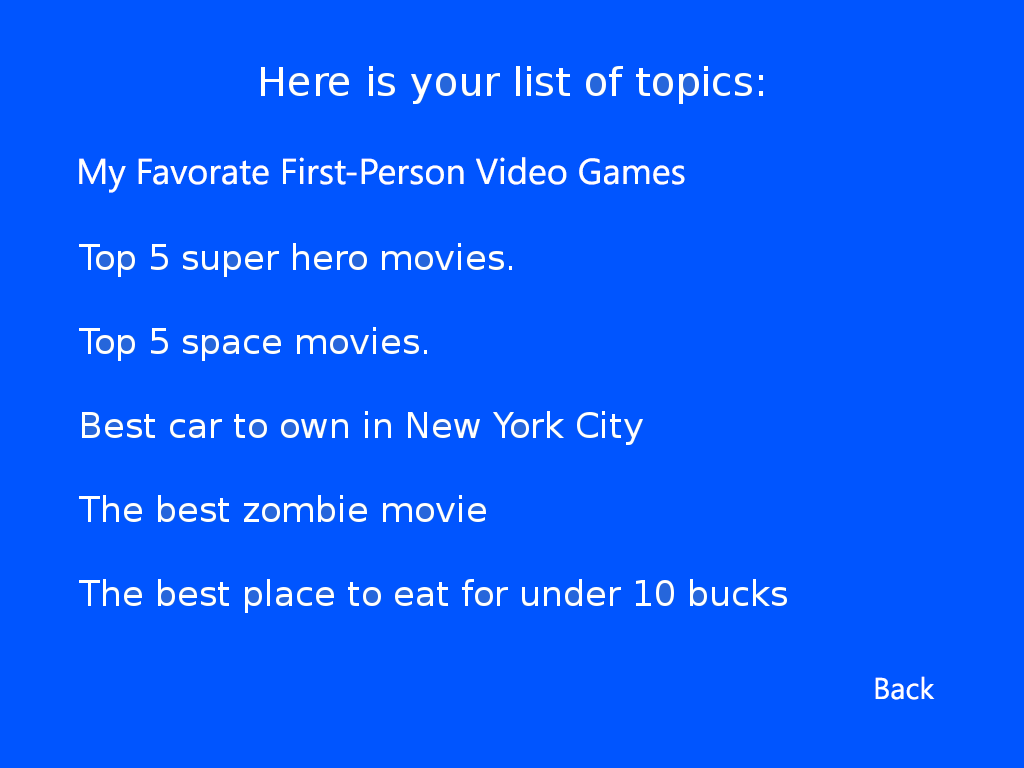 Here is your list of topics:
My Favorate First-Person Video Games
Top 5 super hero movies.
Top 5 space movies.
Best car to own in New York City
The best zombie movie
The best place to eat for under 10 bucks
Back